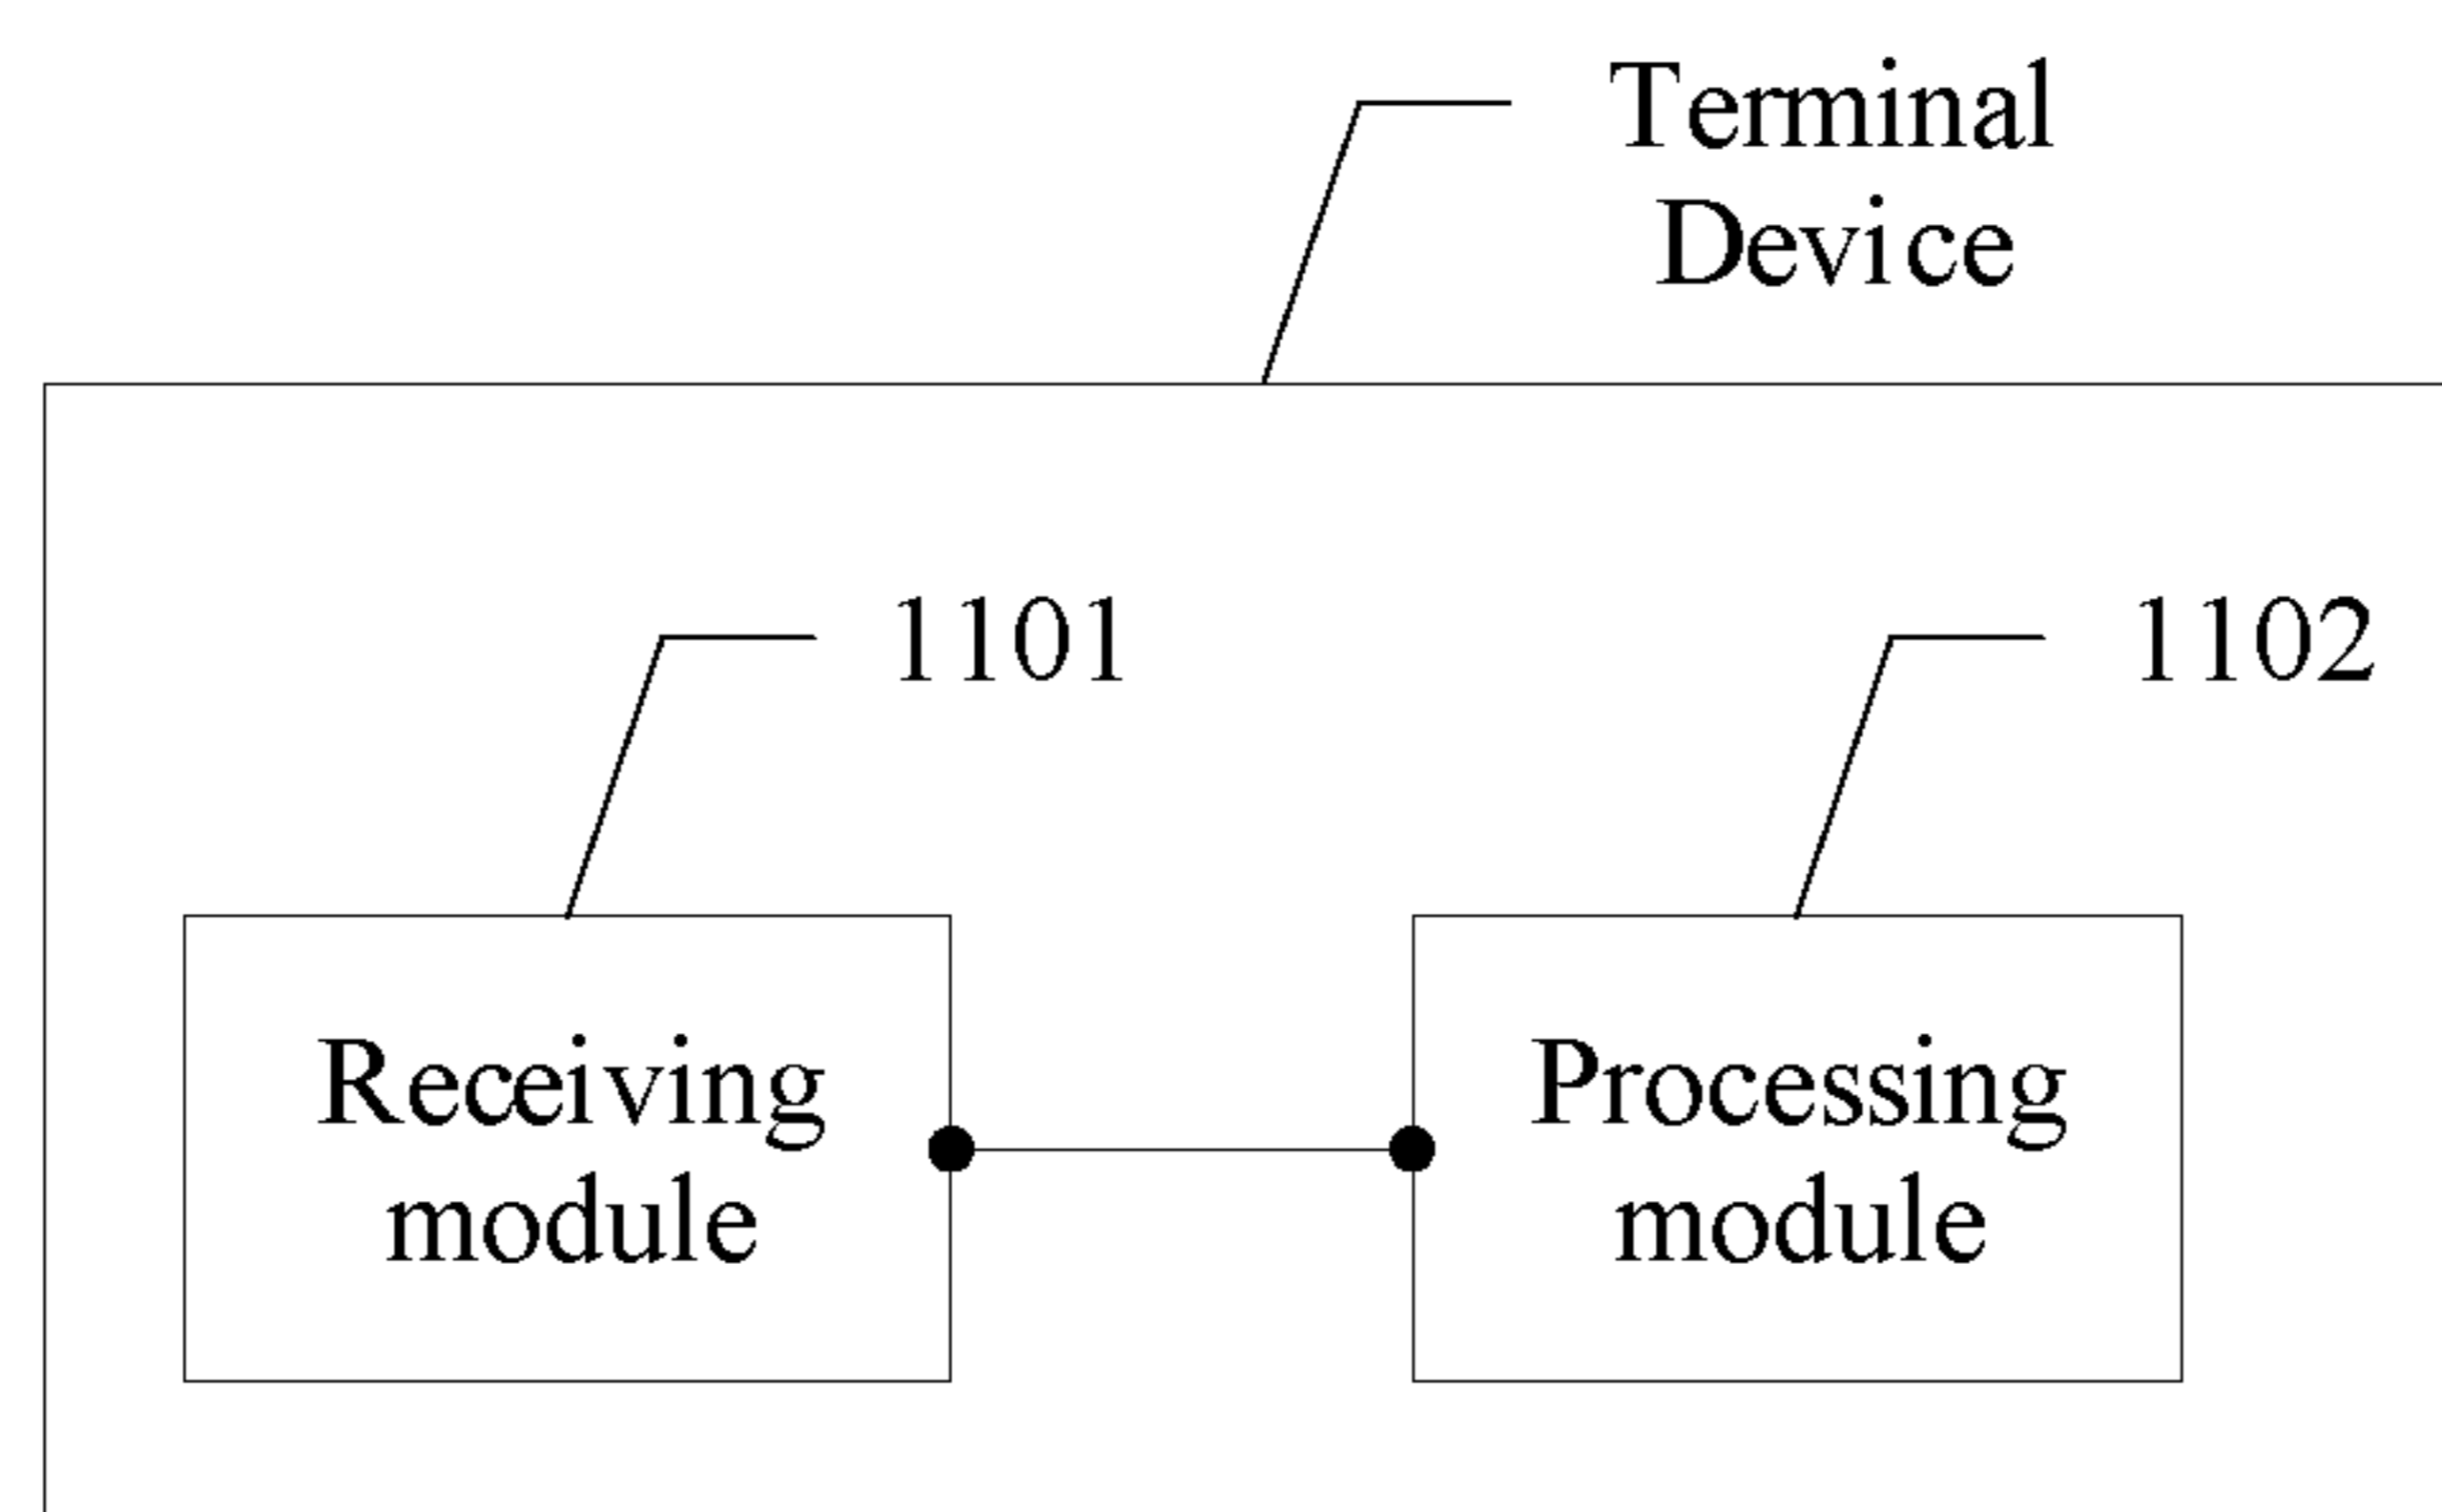 Terminal
Device
1101
1102
Receiving
module
Processing
module